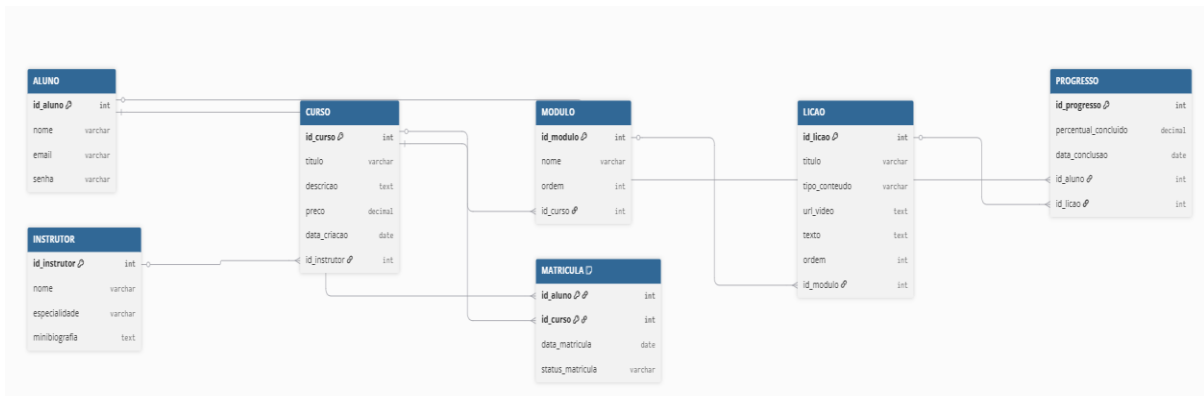 ALUNO
id_aluno int
nome varchar
email varchar
senha varchar
INSTRUTOR
id_instrutor int
nome varchar
especialidade varchar
minibiografia text
CURSO
id_curso int
titulo varchar
descricao text
preco decimal
data_criacao date
id_instrutor int
MODULO
id_modulo int
nome varchar
ordem int
id_curso int
MATRICULA
id_aluno int
id_curso int
data_matricula date
status_matricula varchar
LICAO
id_licao int
titulo varchar
tipo_conteudo varchar
url_video text
texto text
ordem int
id_modulo int
PROGRESSO
id_progresso int
percentual_concluido decimal
data_conclusao date
id_aluno int
id_licao int